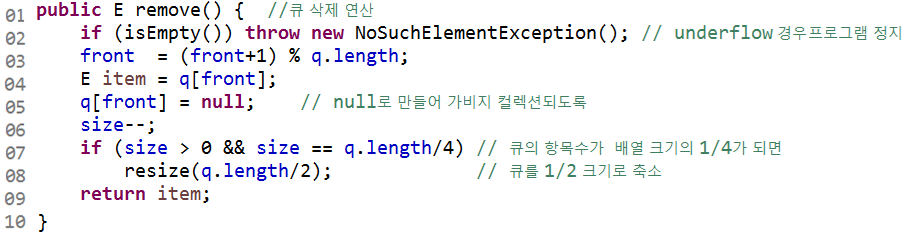 01 public E remove() {  //큐 삭제 연산
02     if (isEmpty()) throw new NoSuchElementException(); // underflow 경우프로그램 정지
03     front  = (front+1) % q.length;
04     E item = q[front];
05     q[front] = null;    // null로 만들어 가비지 컬렉션되도록
06     size--;
07     if (size > 0 && size == q.length/4) // 큐의 항목수가  배열 크기의 1/4가 되면
08         resize(q.length/2);             // 큐를 1/2 크기로 축소
09     return item;
10 }